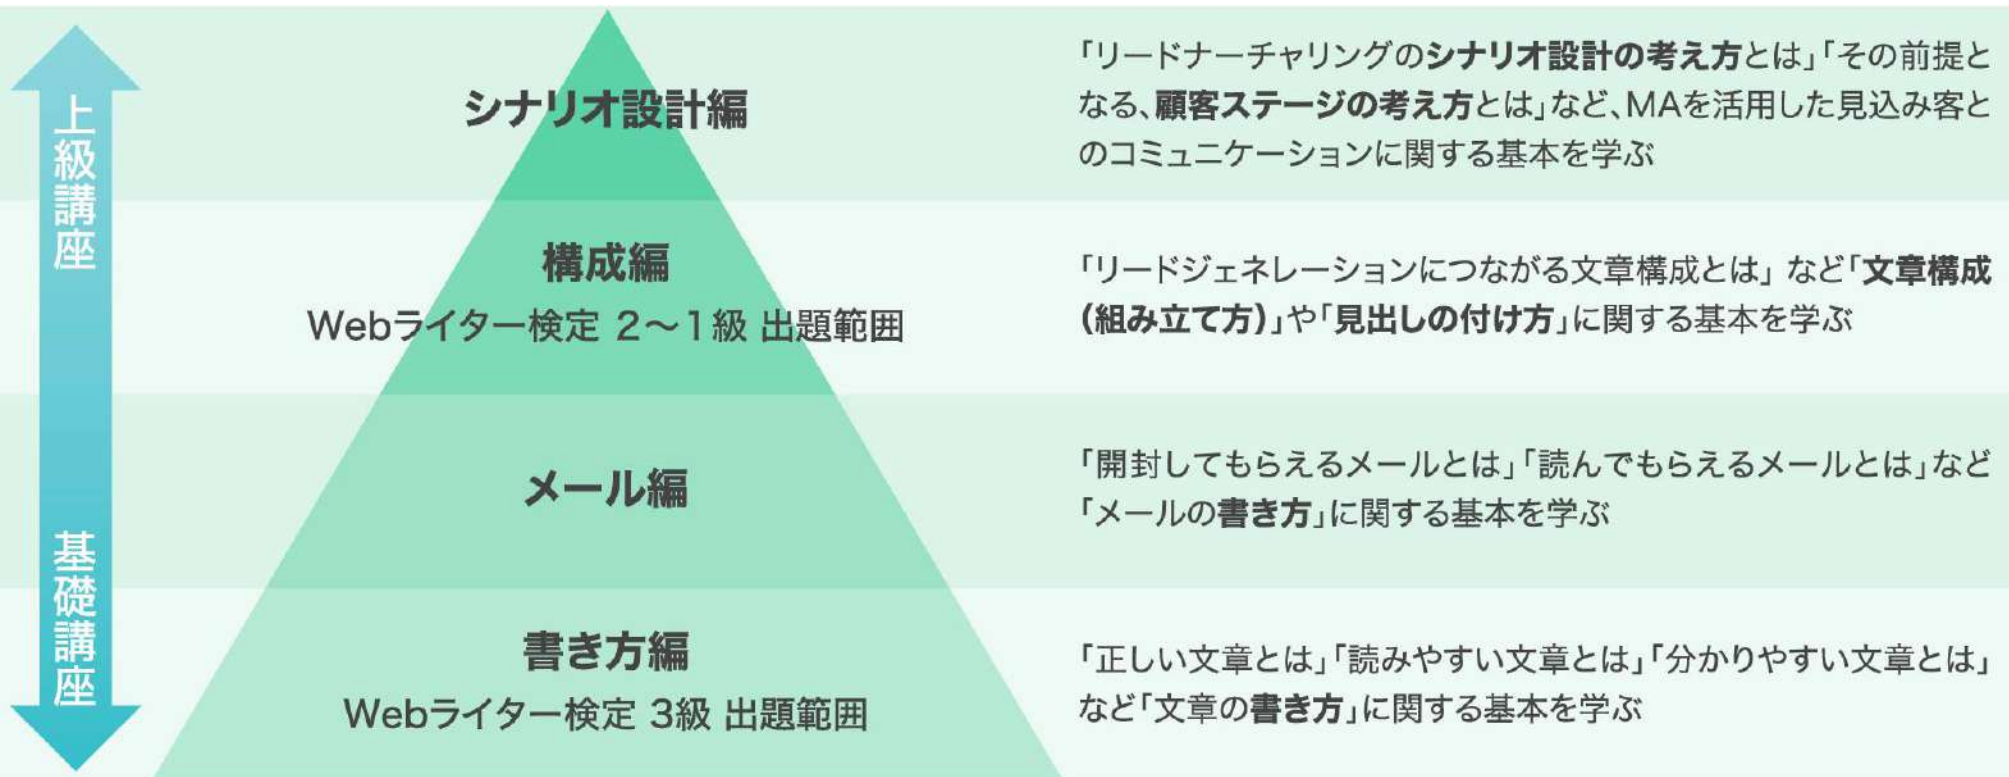 上級講座
シナリオ設計編
「リードナーチャリングのシナリオ設計の考え方とは」「その前提と
なる、顧客ステージの考え方とは」など、MAを活用した見込み客と
のコミュニケーションに関する基本を学ぶ
構成編
Webライター検定 2～1級 出題範囲
「リードジェネレーションにつながる文章構成とは」 など「文章構成
（組み立て方）」や「見出しの付け方」に関する基本を学ぶ
メール編
「開封してもらえるメールとは」「読んでもらえるメールとは」など
「メールの書き方」に関する基本を学ぶ
基礎講座
書き方編
Webライター検定 3級 出題範囲
「正しい文章とは」「読みやすい文章とは」「分かりやすい文章とは」
など「文章の書き方」に関する基本を学ぶ